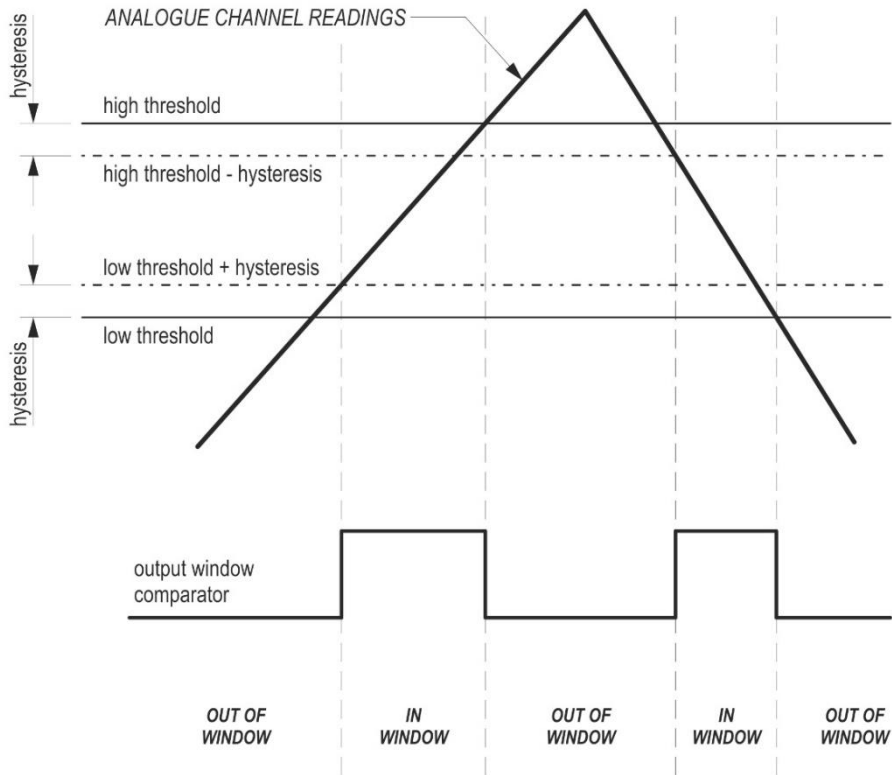 ANALOGUE CHANNEL READINGS
hysteresis
high threshold
high threshold - hysteresis
low threshold + hysteresis
low threshold
hysteresis
output window
comparator
OUT OF
WINDOW
IN
WINDOW
OUT OF
WINDOW
IN
WINDOW
OUT OF
WINDOW